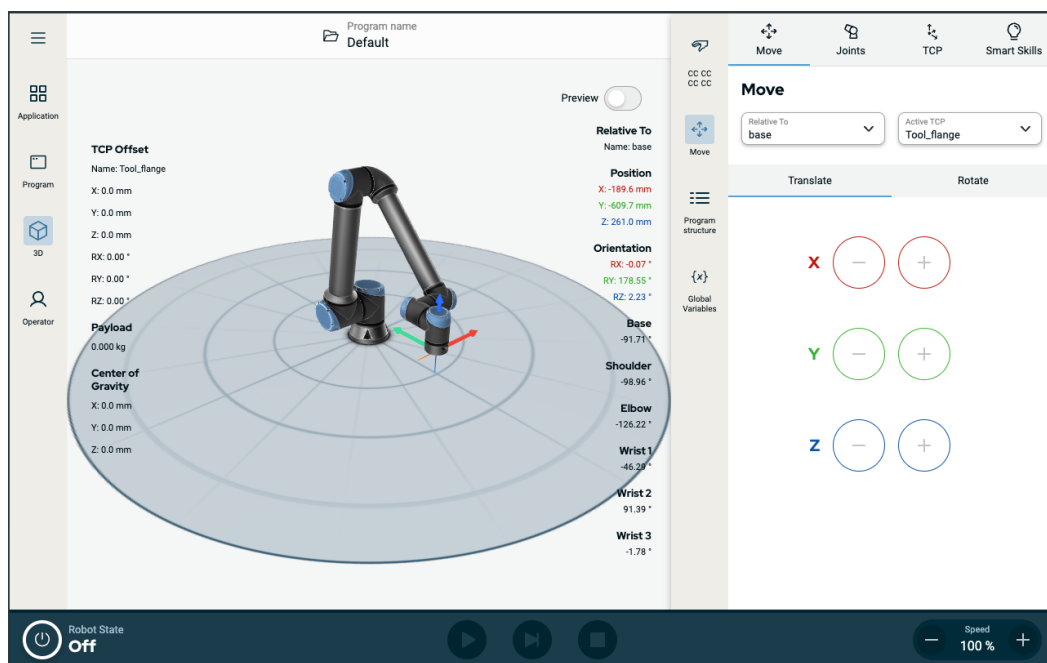 Program name
Default
Application
Program
3D
Operator
TCP Offset
Name: Tool_flange
X: 0.0 mm
Y: 0.0 mm
Z: 0.0 mm
RX: 0.00 °
RY: 0.00 °
RZ: 0.00 °
Payload
0.000 kg
Center of
Gravity
X: 0.0 mm
Y: 0.0 mm
Z: 0.0 mm
Preview
Relative To
Name: base
Position
X: -189.6 mm
Y: -609.7 mm
Z: 261.0 mm
Orientation
RX: -0.07 °
RY: 178.55 °
RZ: 2.23 °
Base
-91.71 °
Shoulder
-98.96 °
Elbow
-126.22 °
Wrist 1
-46.29 °
Wrist 2
91.39 °
Wrist 3
-1.78 °
CC CC
CC CC
Move
Program
structure
{x}
Global
Variables
Move
Joints
TCP
Smart Skills
Move
Relative To
base
Active TCP
Tool_flange
Translate
Rotate
X − +
Y − +
Z − +
Robot State
Off
Speed
− 100 % +